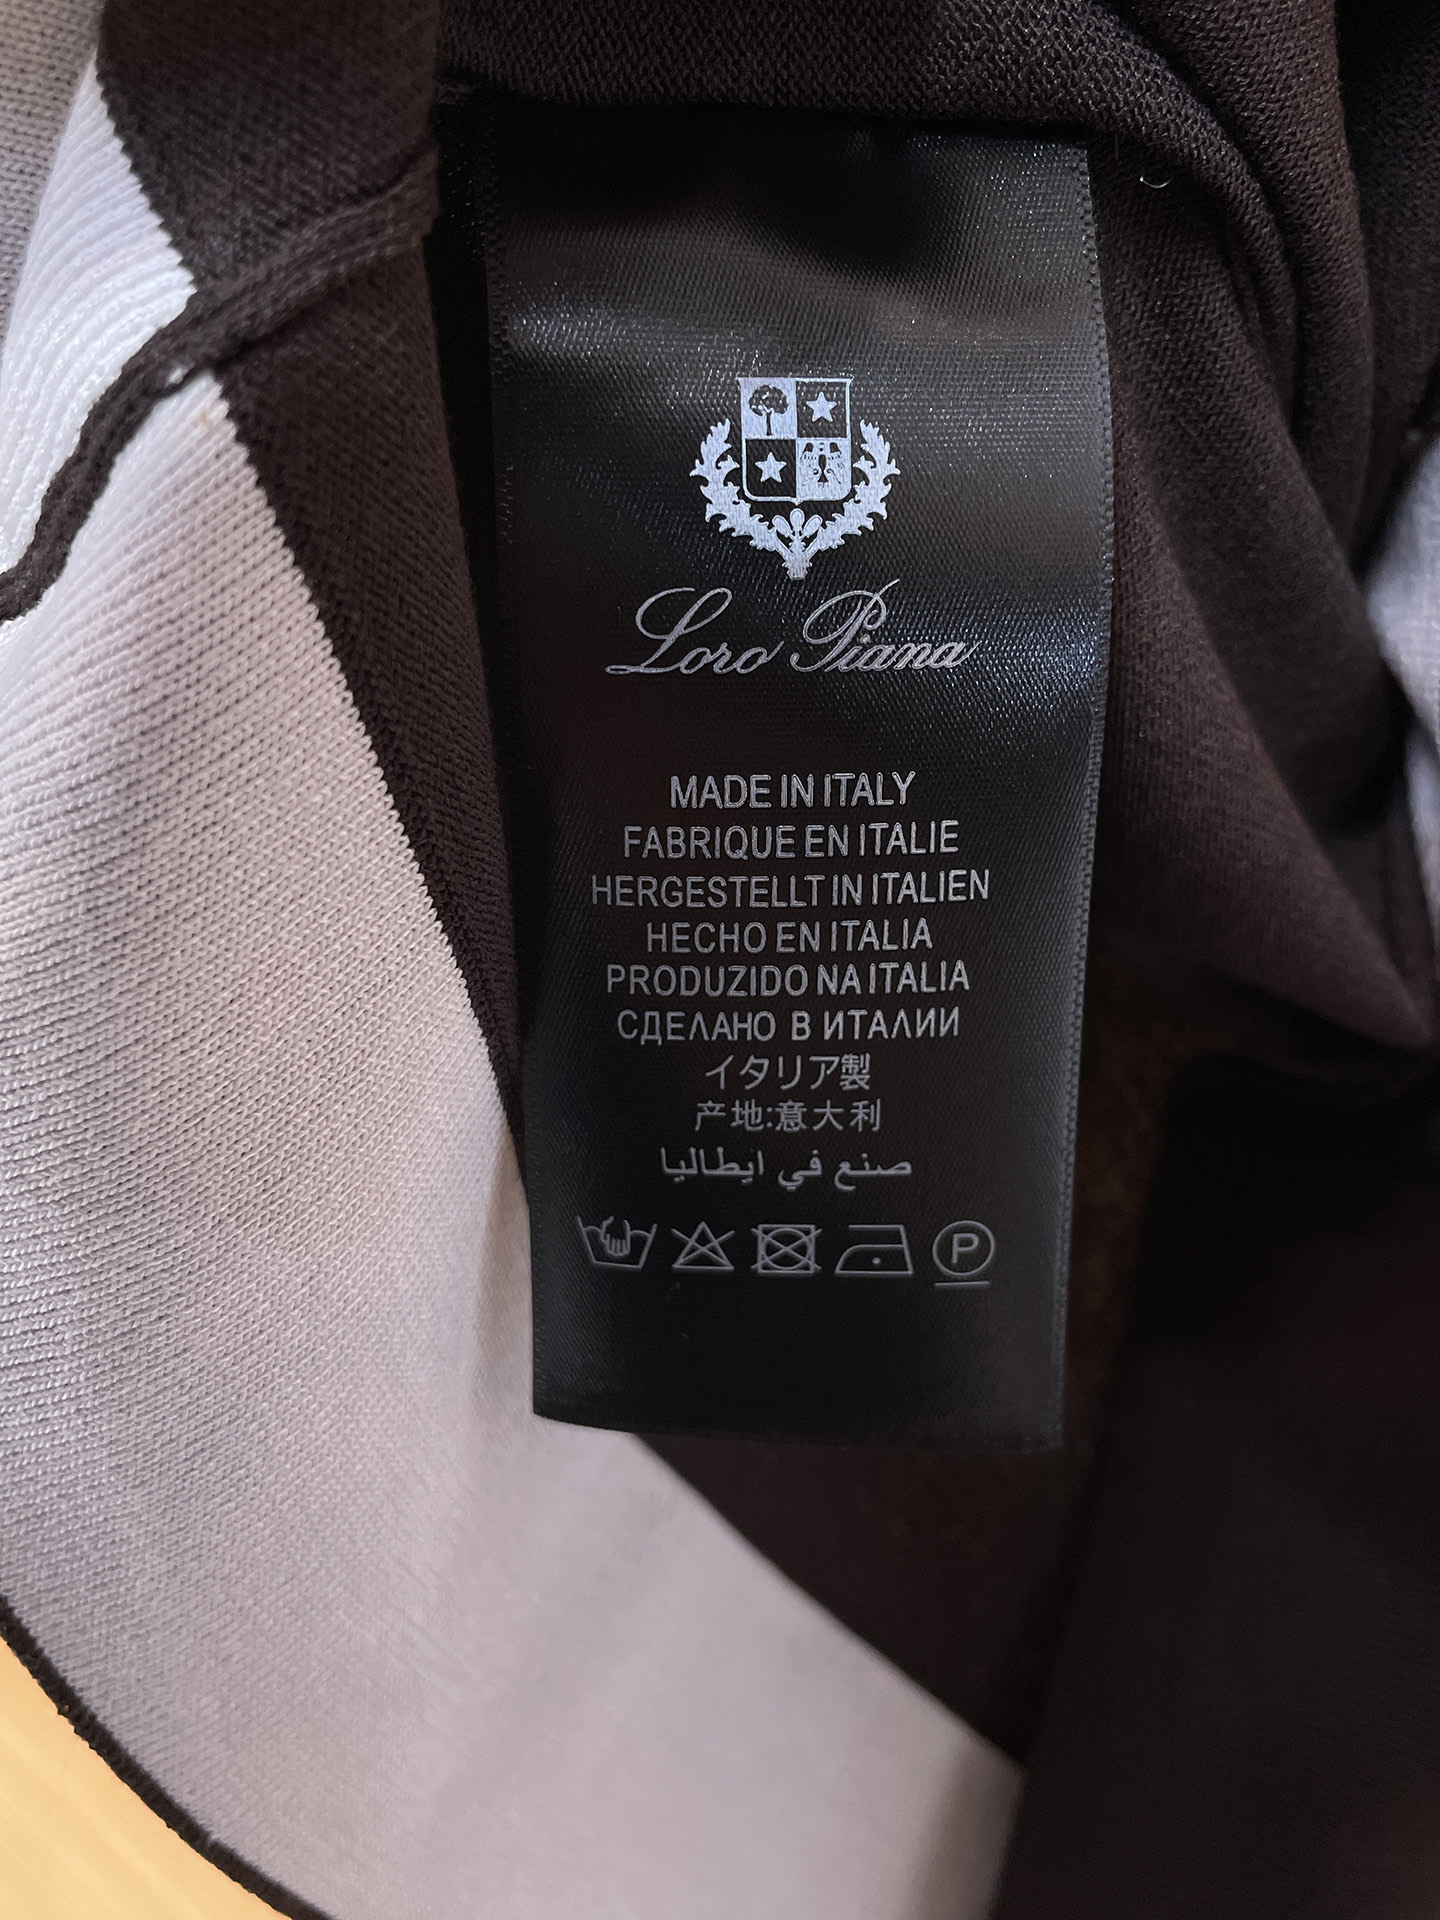 Loro Piana
MADE IN ITALY
FABRIQUE EN ITALIE
HERGESTELLT IN ITALIEN
HECHO EN ITALIA
PRODUZIDO NA ITALIA
СДЕЛАНО В ИТАЛИИ
イタリア製
产地:意大利
صنع في ايطاليا
P